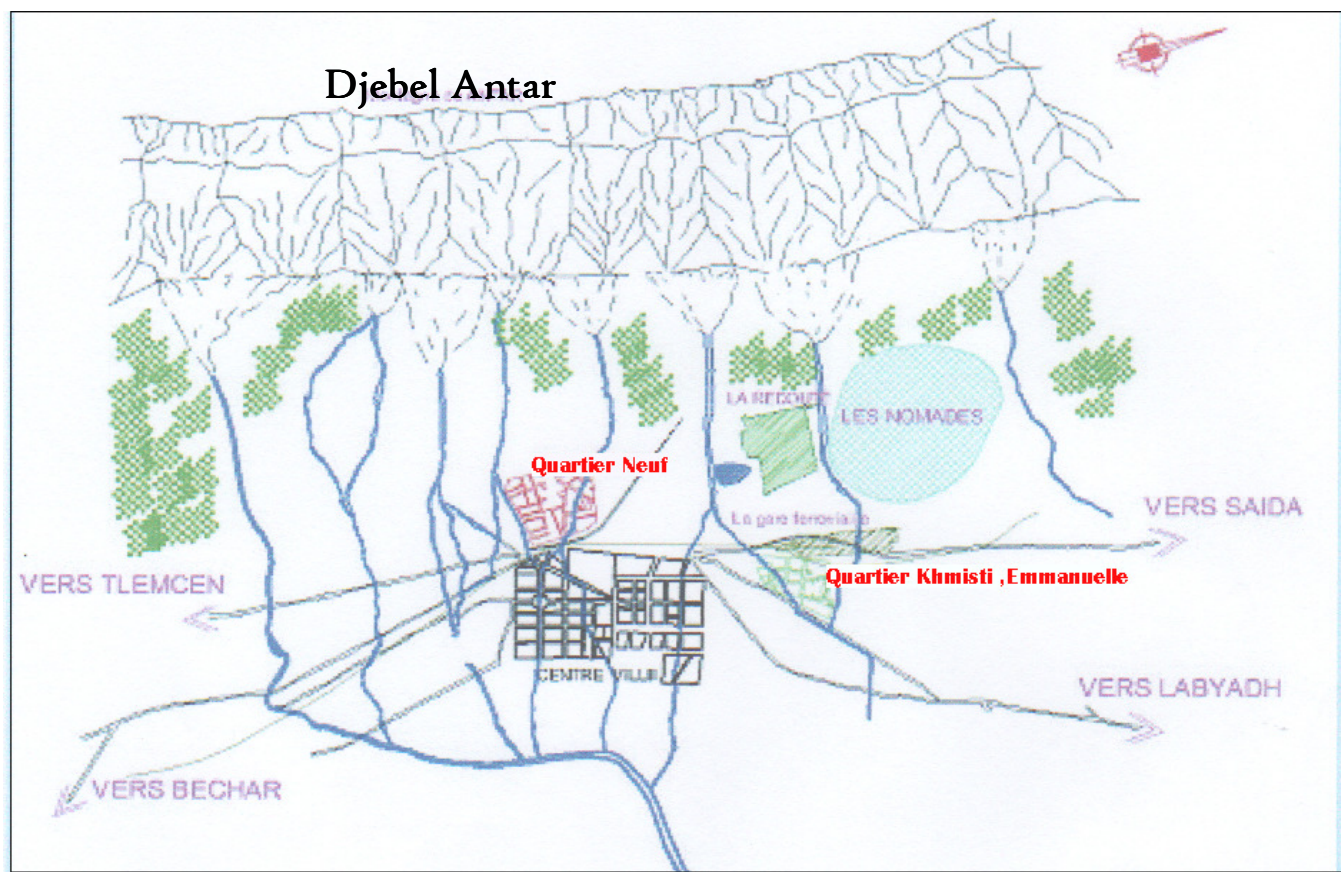 Djebel Antar
LA REDOUTE
LES NOMADES
Quartier Neuf
VERS SAIDA
La gare ferroviaire
VERS TLEMCEN
Quartier Khmisti ,Emmanuelle
CENTRE VILLE
VERS LABYADH
VERS BECHAR